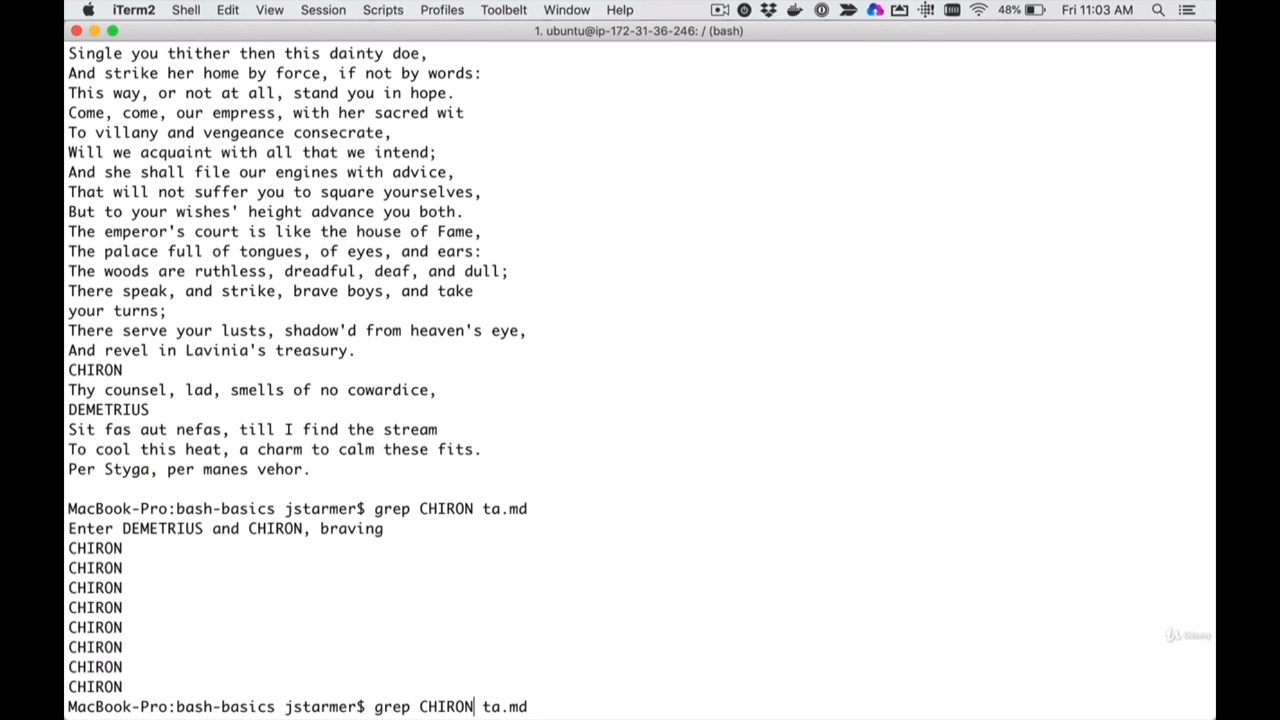 iTerm2 Shell Edit View Session Scripts Profiles Toolbelt Window Help 48% Fri 11:03 AM
1. ubuntu@ip-172-31-36-246: / (bash)
Single you thither then this dainty doe,
And strike her home by force, if not by words:
This way, or not at all, stand you in hope.
Come, come, our empress, with her sacred wit
To villany and vengeance consecrate,
Will we acquaint with all that we intend;
And she shall file our engines with advice,
That will not suffer you to square yourselves,
But to your wishes' height advance you both.
The emperor's court is like the house of Fame,
The palace full of tongues, of eyes, and ears:
The woods are ruthless, dreadful, deaf, and dull;
There speak, and strike, brave boys, and take
your turns;
There serve your lusts, shadow'd from heaven's eye,
And revel in Lavinia's treasury.
CHIRON
Thy counsel, lad, smells of no cowardice,
DEMETRIUS
Sit fas aut nefas, till I find the stream
To cool this heat, a charm to calm these fits.
Per Styga, per manes vehor.
MacBook-Pro:bash-basics jstarmer$ grep CHIRON ta.md
Enter DEMETRIUS and CHIRON, braving
CHIRON
CHIRON
CHIRON
CHIRON
CHIRON
CHIRON
CHIRON
CHIRON
MacBook-Pro:bash-basics jstarmer$ grep CHIRON ta.md
Udemy